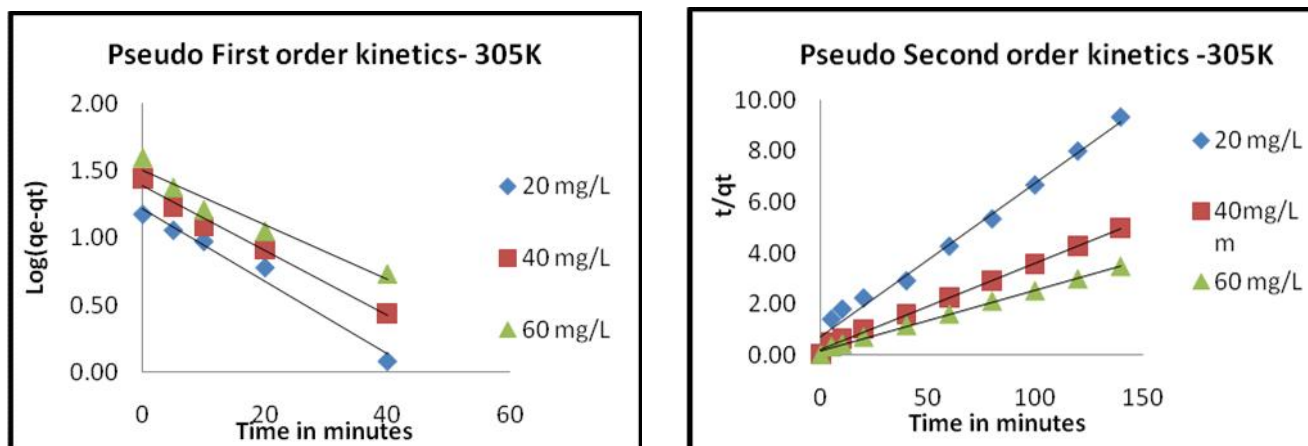 Pseudo First order kinetics- 305K
2.00
1.50
1.00
0.50
0.00
Log(qe-qt)
0
20
40
60
Time in minutes
20 mg/L
40 mg/L
60 mg/L
Pseudo Second order kinetics -305K
10.00
8.00
6.00
4.00
2.00
0.00
t/qt
0
50
100
150
Time in minutes
20 mg/L
40mg/L
m
60 mg/L